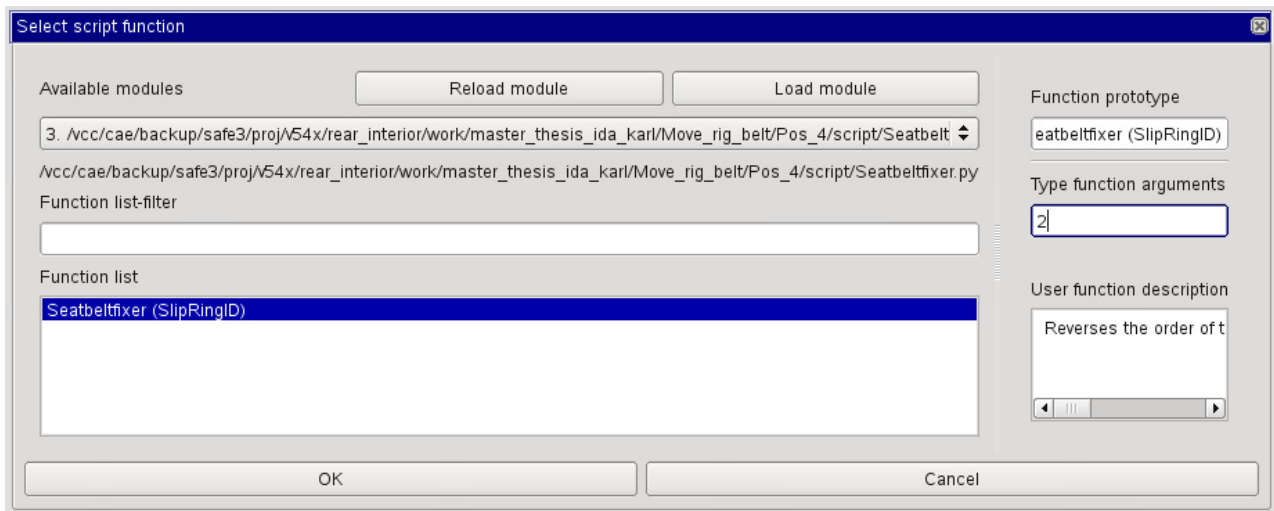 Select script function
Available modules
Reload module
Load module
3. /vcc/cae/backup/safe3/proj/v54x/rear_interior/work/master_thesis_ida_karl/Move_rig_belt/Pos_4/script/Seatbelt
/vcc/cae/backup/safe3/proj/v54x/rear_interior/work/master_thesis_ida_karl/Move_rig_belt/Pos_4/script/Seatbeltfixer.py
Function list-filter
Function list
Seatbeltfixer (SlipRingID)
Function prototype
eatbeltfixer (SlipRingID)
Type function arguments
2
User function description
Reverses the order of t
OK
Cancel